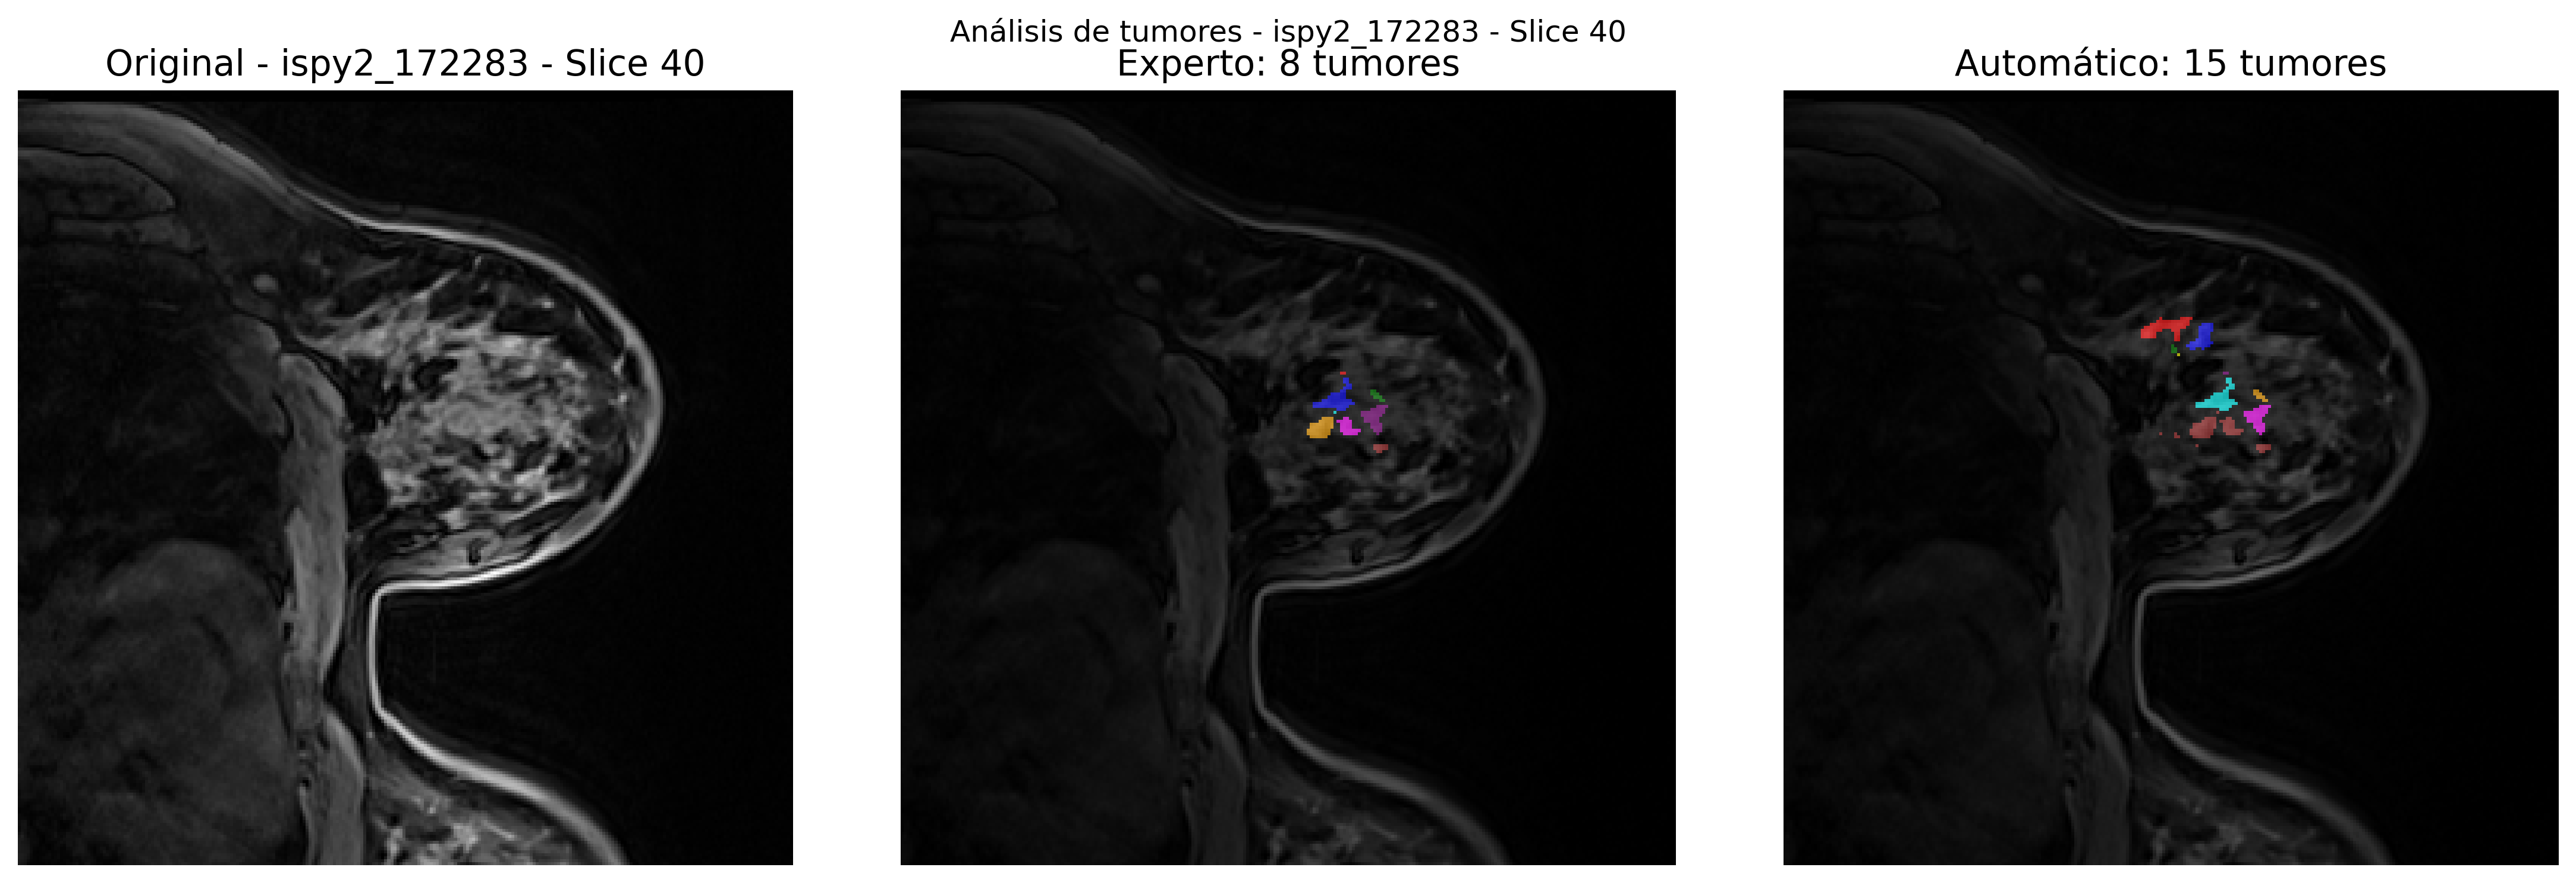 Análisis de tumores - ispy2_172283 - Slice 40
Original - ispy2_172283 - Slice 40
Experto: 8 tumores
Automático: 15 tumores